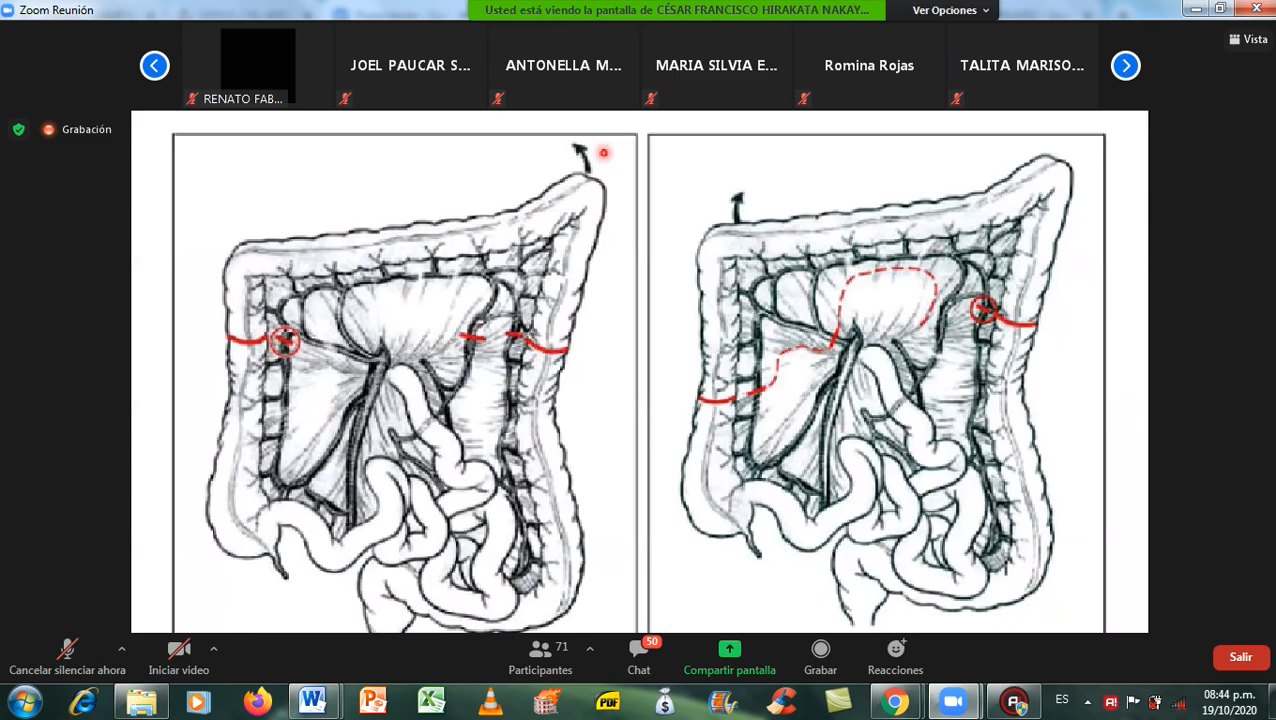 Zoom Reunión
Usted está viendo la pantalla de CÉSAR FRANCISCO HIRAKATA NAKAY...
Ver Opciones
Vista
RENATO FAB...
JOEL PAUCAR S...
ANTONELLA M...
MARIA SILVIA E...
Romina Rojas
TALITA MARISO...
Grabación
Cancelar silenciar ahora
Iniciar video
71
Participantes
50
Chat
Compartir pantalla
Grabar
Reacciones
Salir
PDF
ES
08:44 p.m.
19/10/2020